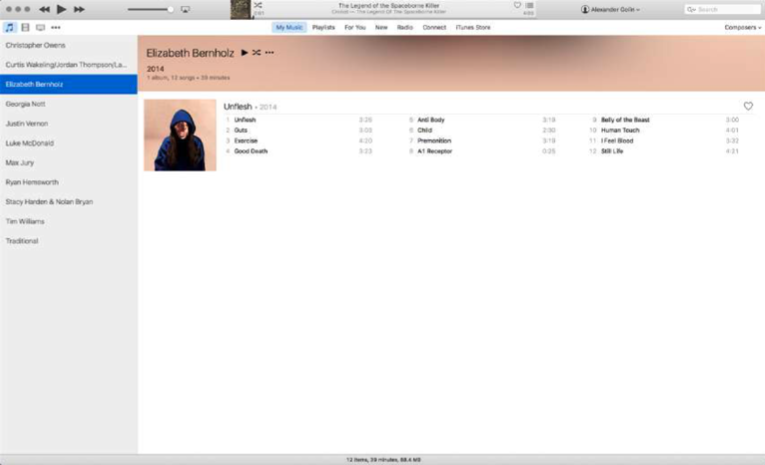 The Legend of the Spaceborne Killer
The Legend Of The Spaceborne Killer
Alexander Golin
Search
My Music Playlists For You New Radio Connect iTunes Store
Composers
Christopher Owens
Curtis Wakeling/Jordan Thompson/La...
Elizabeth Bernholz
Georgia Nott
Justin Vernon
Luke McDonald
Max Jury
Ryan Hemsworth
Stacy Harden & Nolan Bryan
Tim Williams
Traditional
Elizabeth Bernholz
2014
1 album, 12 songs • 39 minutes
Unflesh • 2014
1 Unflesh 3:28
2 Guts 3:03
3 Exercise 4:20
4 Good Death 3:23
5 Anti Body 3:19
6 Child 2:30
7 Premonition 3:19
8 A1 Receptor 0:25
9 Belly of the Beast 3:00
10 Human Touch 4:01
11 I Feel Blood 3:32
12 Still Life 4:31
12 items, 39 minutes, 88.4 MB